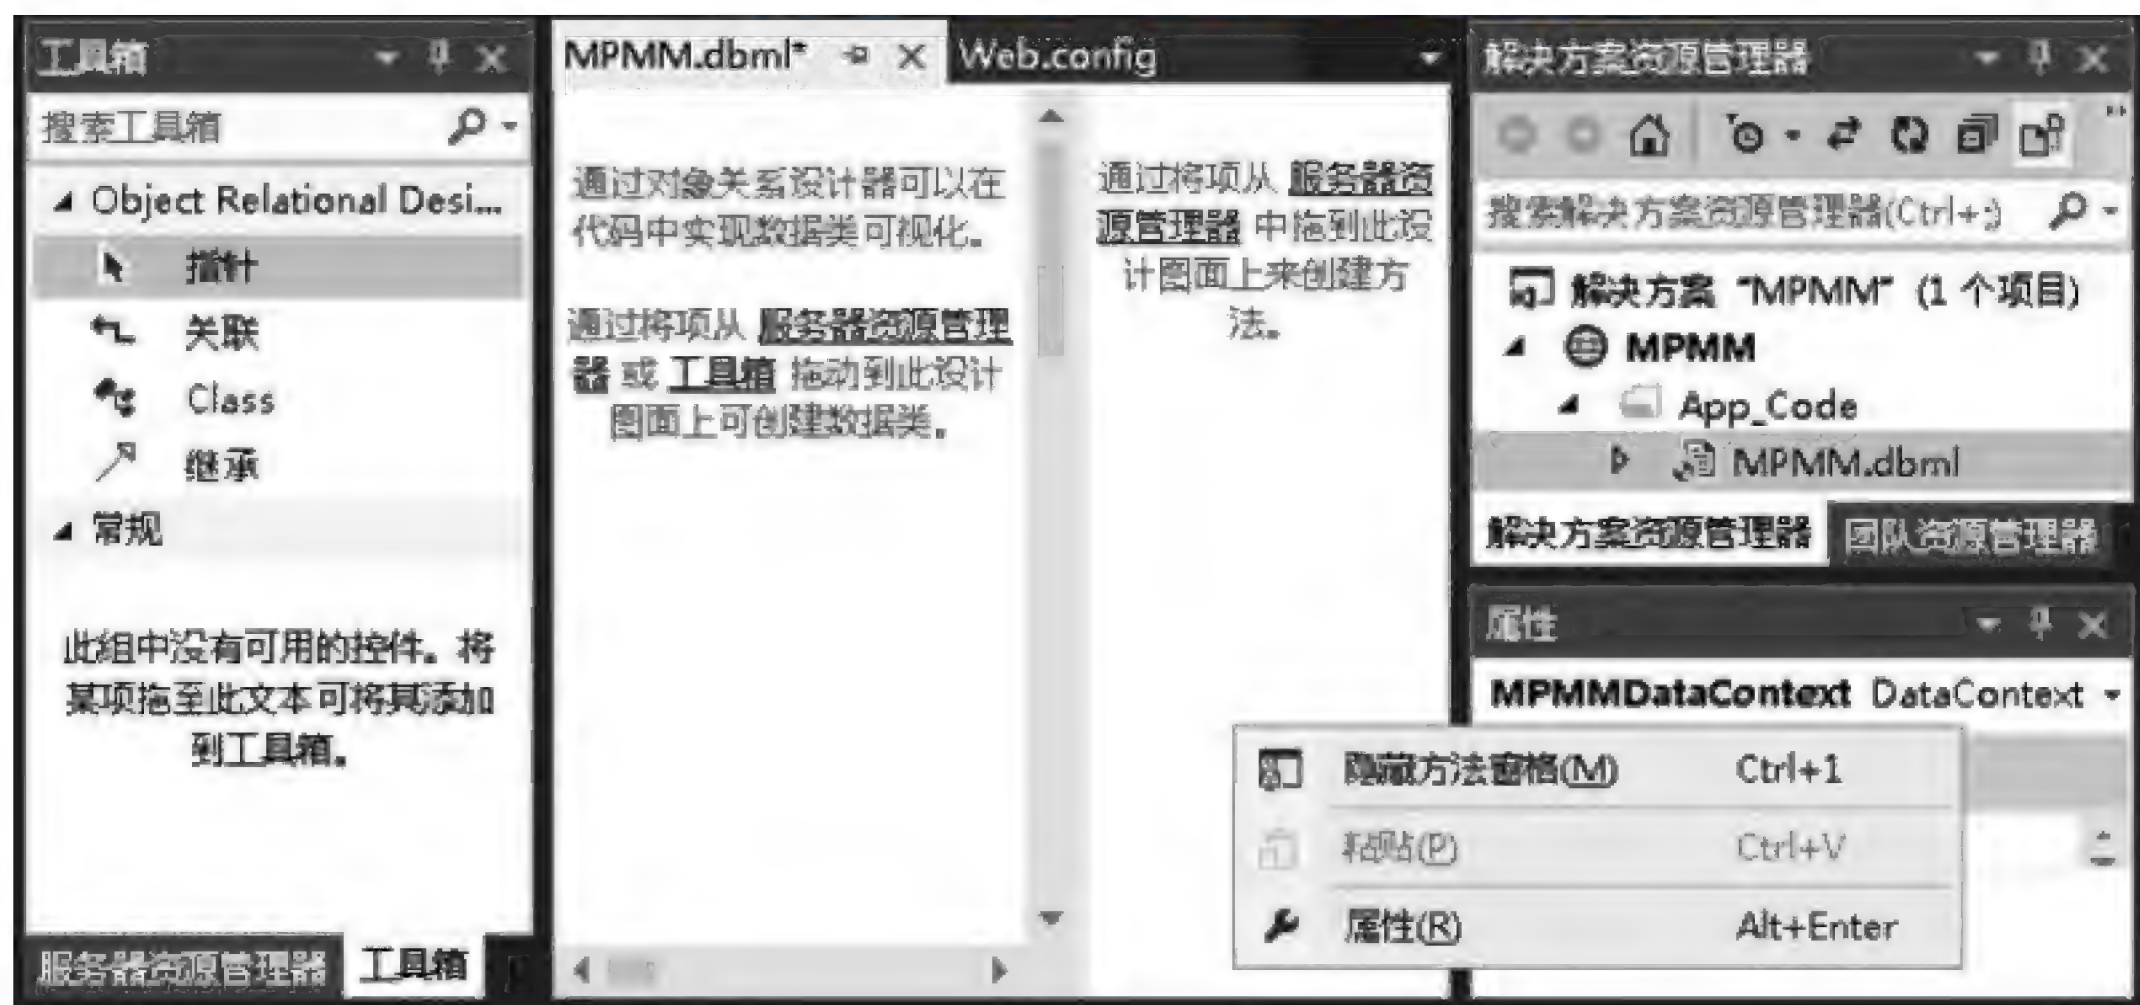 工具箱
搜索工具箱
Object Relational Desi...
指针
关联
Class
继承
常规
此组中没有可用的控件。将
某项拖至此文本可将其添加
到工具箱。
服务器资源管理器 工具箱
MPMM.dbml* Web.config
通过对象关系设计器可以在
代码中实现数据类可视化。
通过将项从 服务器资源管理
器 或 工具箱 拖动到此设计
图面上可创建数据类。
通过将项从 服务器资
源管理器 中拖到此设
计图面上来创建方
法。
解决方案资源管理器
搜索解决方案资源管理器(Ctrl+;)
解决方案 "MPMM" (1 个项目)
MPMM
App_Code
MPMM.dbml
解决方案资源管理器 团队资源管理器
属性
MPMMDataContext DataContext
隐藏方法窗格(M) Ctrl+1
粘贴(P) Ctrl+V
属性(R) Alt+Enter